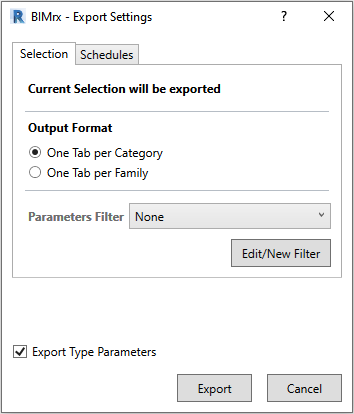 BIMrx - Export Settings
Selection Schedules
Current Selection will be exported
Output Format
One Tab per Category
One Tab per Family
Parameters Filter None
Edit/New Filter
Export Type Parameters
Export Cancel